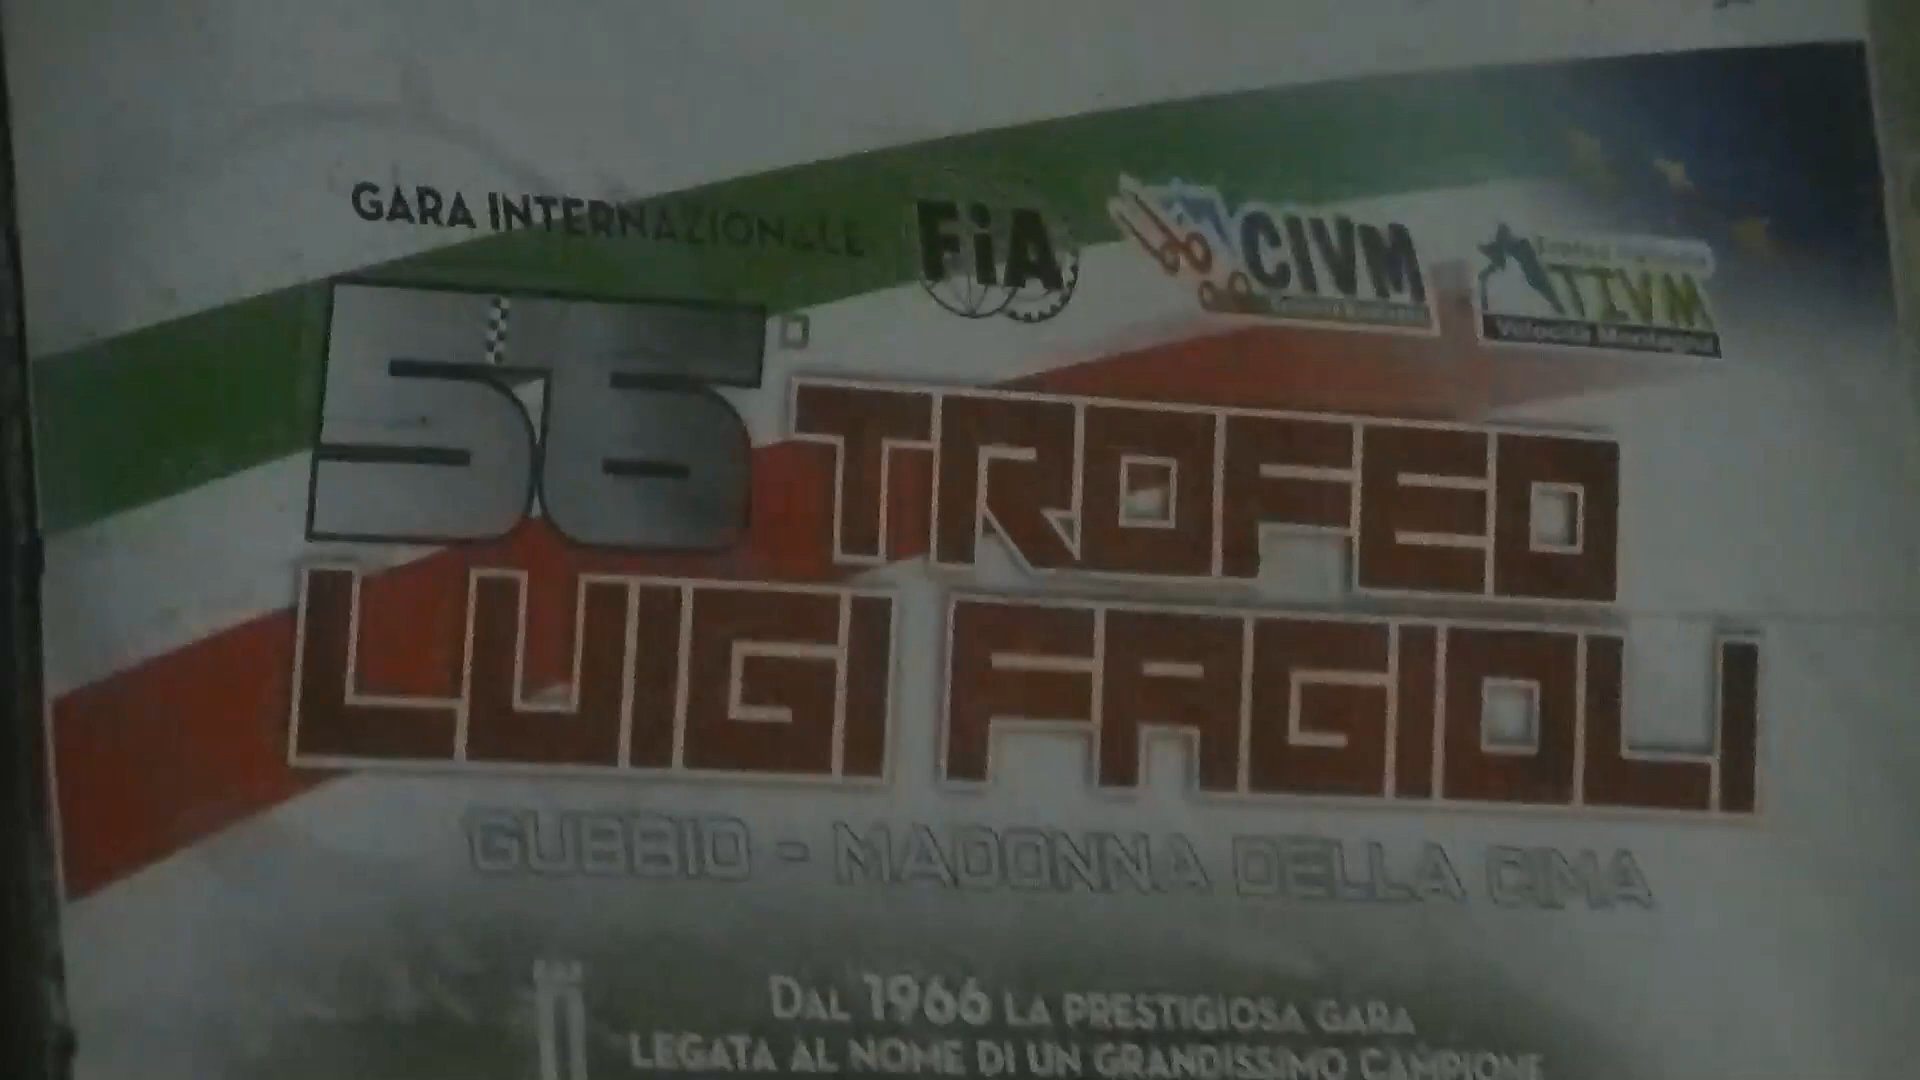 GARA INTERNAZIONALE
FiA
CIVM
TIVM
Velocità Montagna
56° TROFEO
LUIGI FAGIOLI
GUBBIO - MADONNA DELLA CIMA
DAL 1966 LA PRESTIGIOSA GARA
LEGATA AL NOME DI UN GRANDISSIMO CAMPIONE